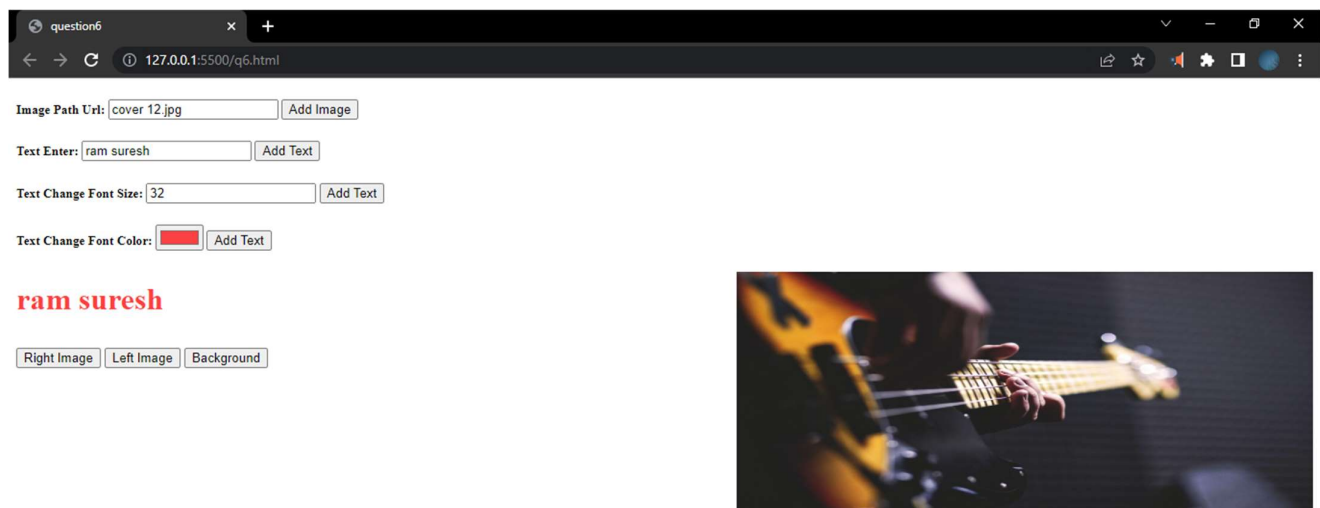 question6
127.0.0.1:5500/q6.html
Image Path Url: cover 12.jpg Add Image
Text Enter: ram suresh Add Text
Text Change Font Size: 32 Add Text
Text Change Font Color: Add Text
ram suresh
Right Image Left Image Background